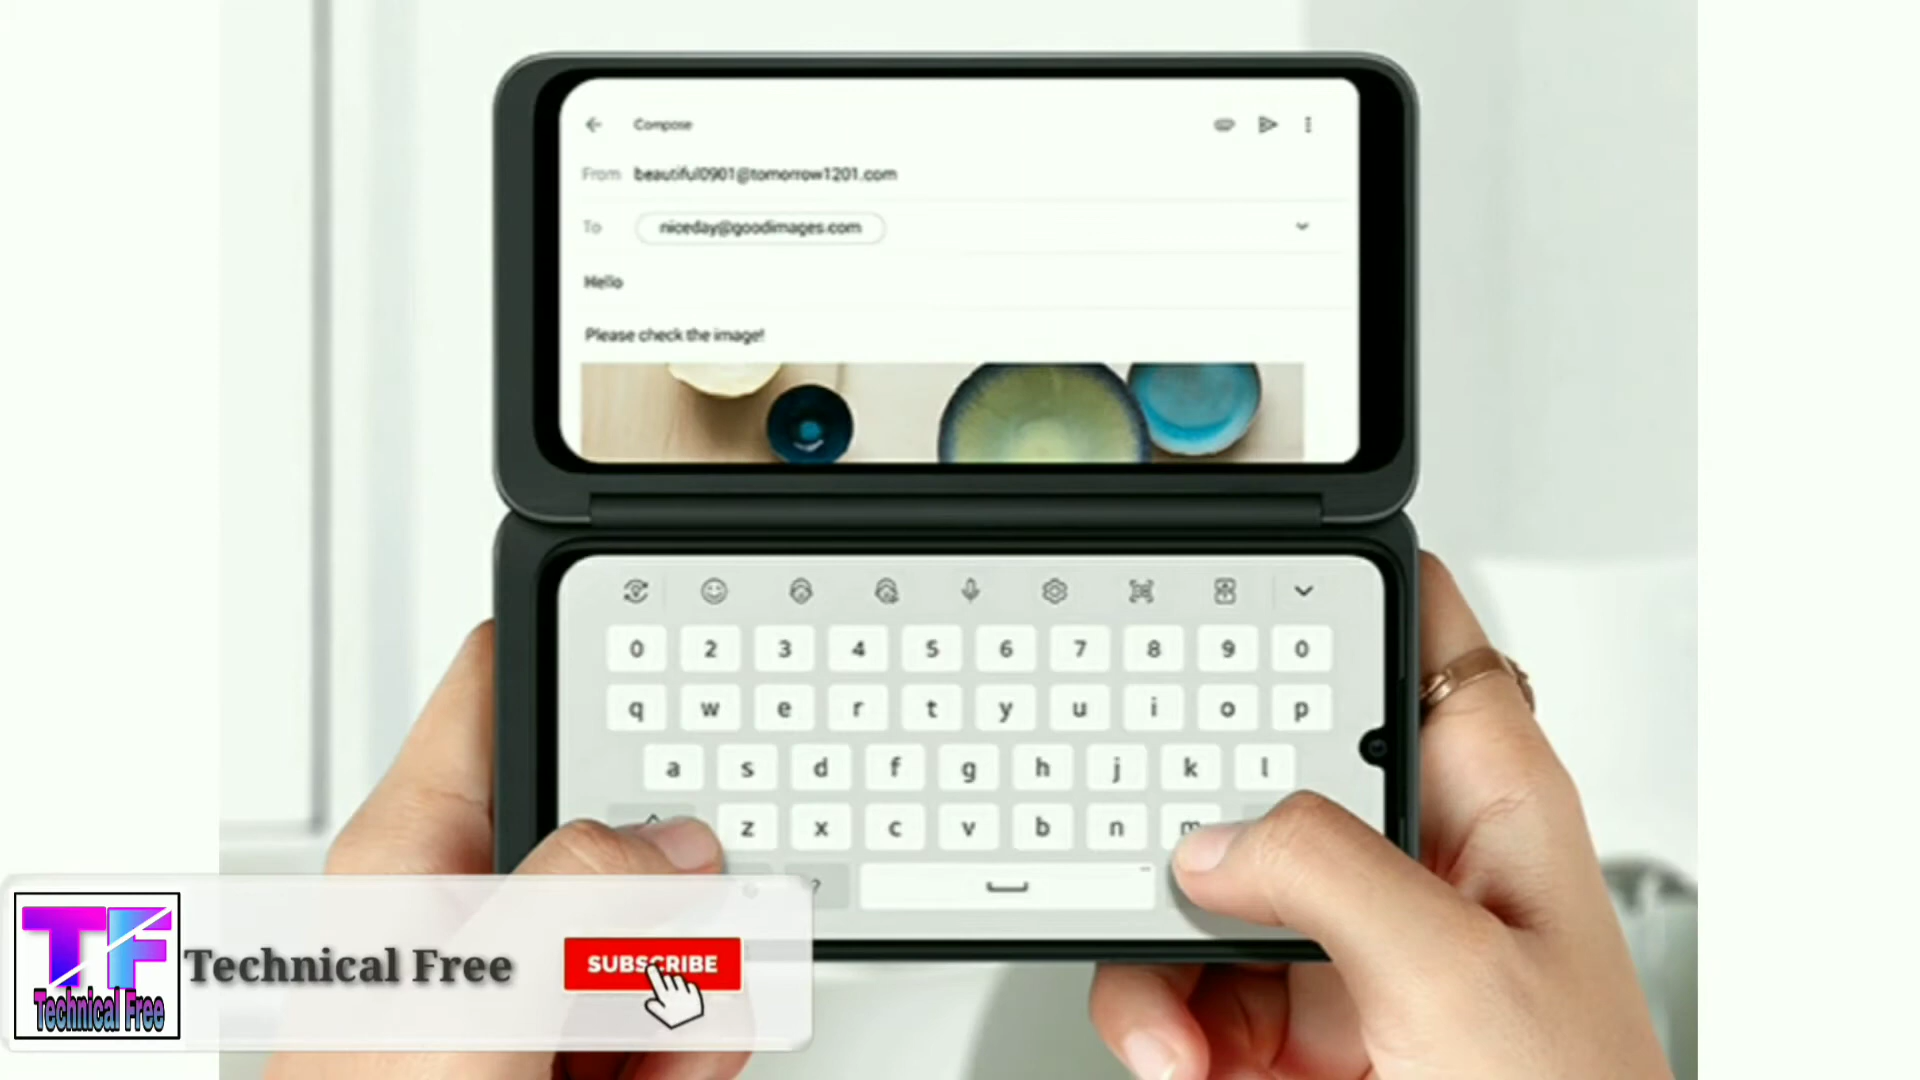 Compose
From beautiful0901@tomorrow1201.com
To niceday@goodimages.com
Hello
Please check the image!
0 2 3 4 5 6 7 8 9 0
q w e r t y u i o p
a s d f g h j k l
z x c v b n m
?
TF
Technical Free
Technical Free
SUBSCRIBE